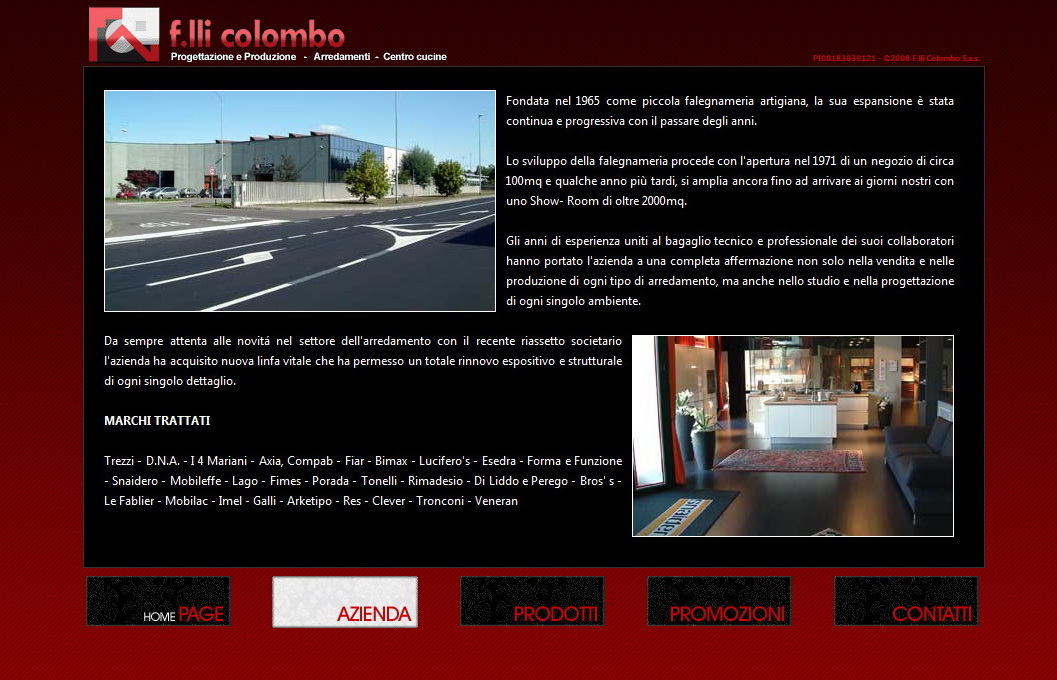 f.lli colombo
Progettazione e Produzione - Arredamenti - Centro cucine
PI00183030121 - ©2008 F.lli Colombo S.a.s.
Fondata nel 1965 come piccola falegnameria artigiana, la sua espansione è stata
continua e progressiva con il passare degli anni.
Lo sviluppo della falegnameria procede con l'apertura nel 1971 di un negozio di circa
100mq e qualche anno più tardi, si amplia ancora fino ad arrivare ai giorni nostri con
uno Show- Room di oltre 2000mq.
Gli anni di esperienza uniti al bagaglio tecnico e professionale dei suoi collaboratori
hanno portato l'azienda a una completa affermazione non solo nella vendita e nelle
produzione di ogni tipo di arredamento, ma anche nello studio e nella progettazione
di ogni singolo ambiente.
Da sempre attenta alle novitá nel settore dell'arredamento con il recente riassetto societario
l'azienda ha acquisito nuova linfa vitale che ha permesso un totale rinnovo espositivo e strutturale
di ogni singolo dettaglio.
MARCHI TRATTATI
Trezzi - D.N.A. - I 4 Mariani - Axia, Compab - Fiar - Bimax - Lucifero's - Esedra - Forma e Funzione
- Snaidero - Mobileffe - Lago - Fimes - Porada - Tonelli - Rimadesio - Di Liddo e Perego - Bros' s -
Le Fablier - Mobilac - Imel - Galli - Arketipo - Res - Clever - Tronconi - Veneran
snaidero
HOME PAGE
AZIENDA
PRODOTTI
PROMOZIONI
CONTATTI